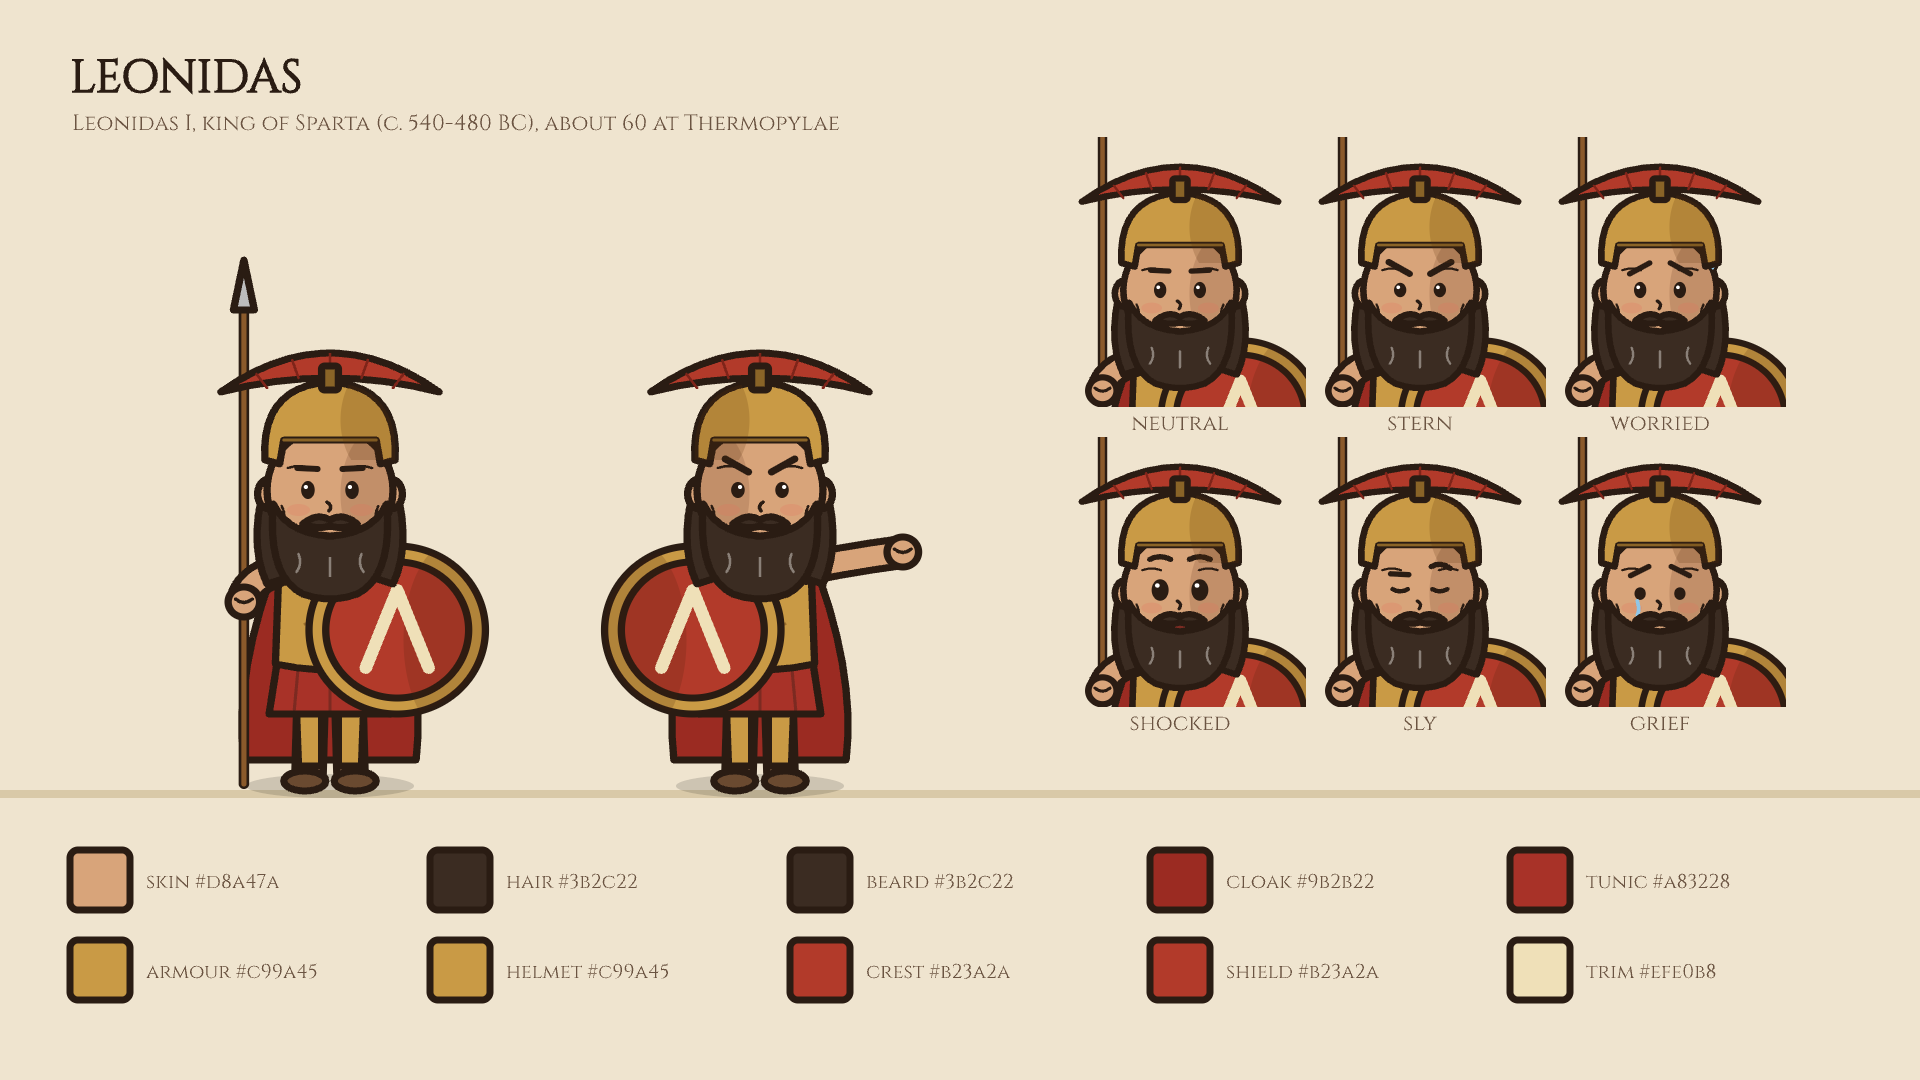 LEONIDAS
Leonidas I, king of Sparta (c. 540-480 BC), about 60 at Thermopylae
NEUTRAL
STERN
WORRIED
SHOCKED
SLY
GRIEF
SKIN #D8A47A
HAIR #3B2C22
BEARD #3B2C22
CLOAK #9B2B22
TUNIC #A83228
ARMOUR #C99A45
HELMET #C99A45
CREST #B23A2A
SHIELD #B23A2A
TRIM #EFE0B8